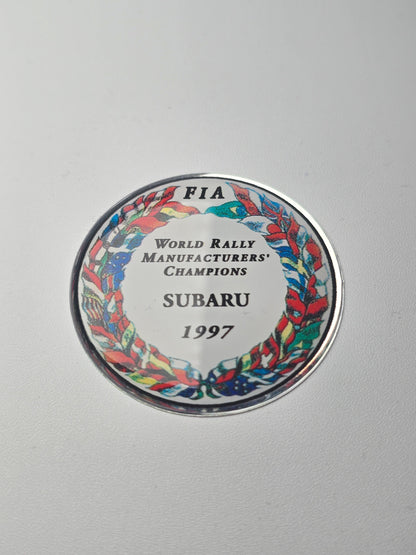 FIA
WORLD RALLY
MANUFACTURERS'
CHAMPIONS
SUBARU
1997